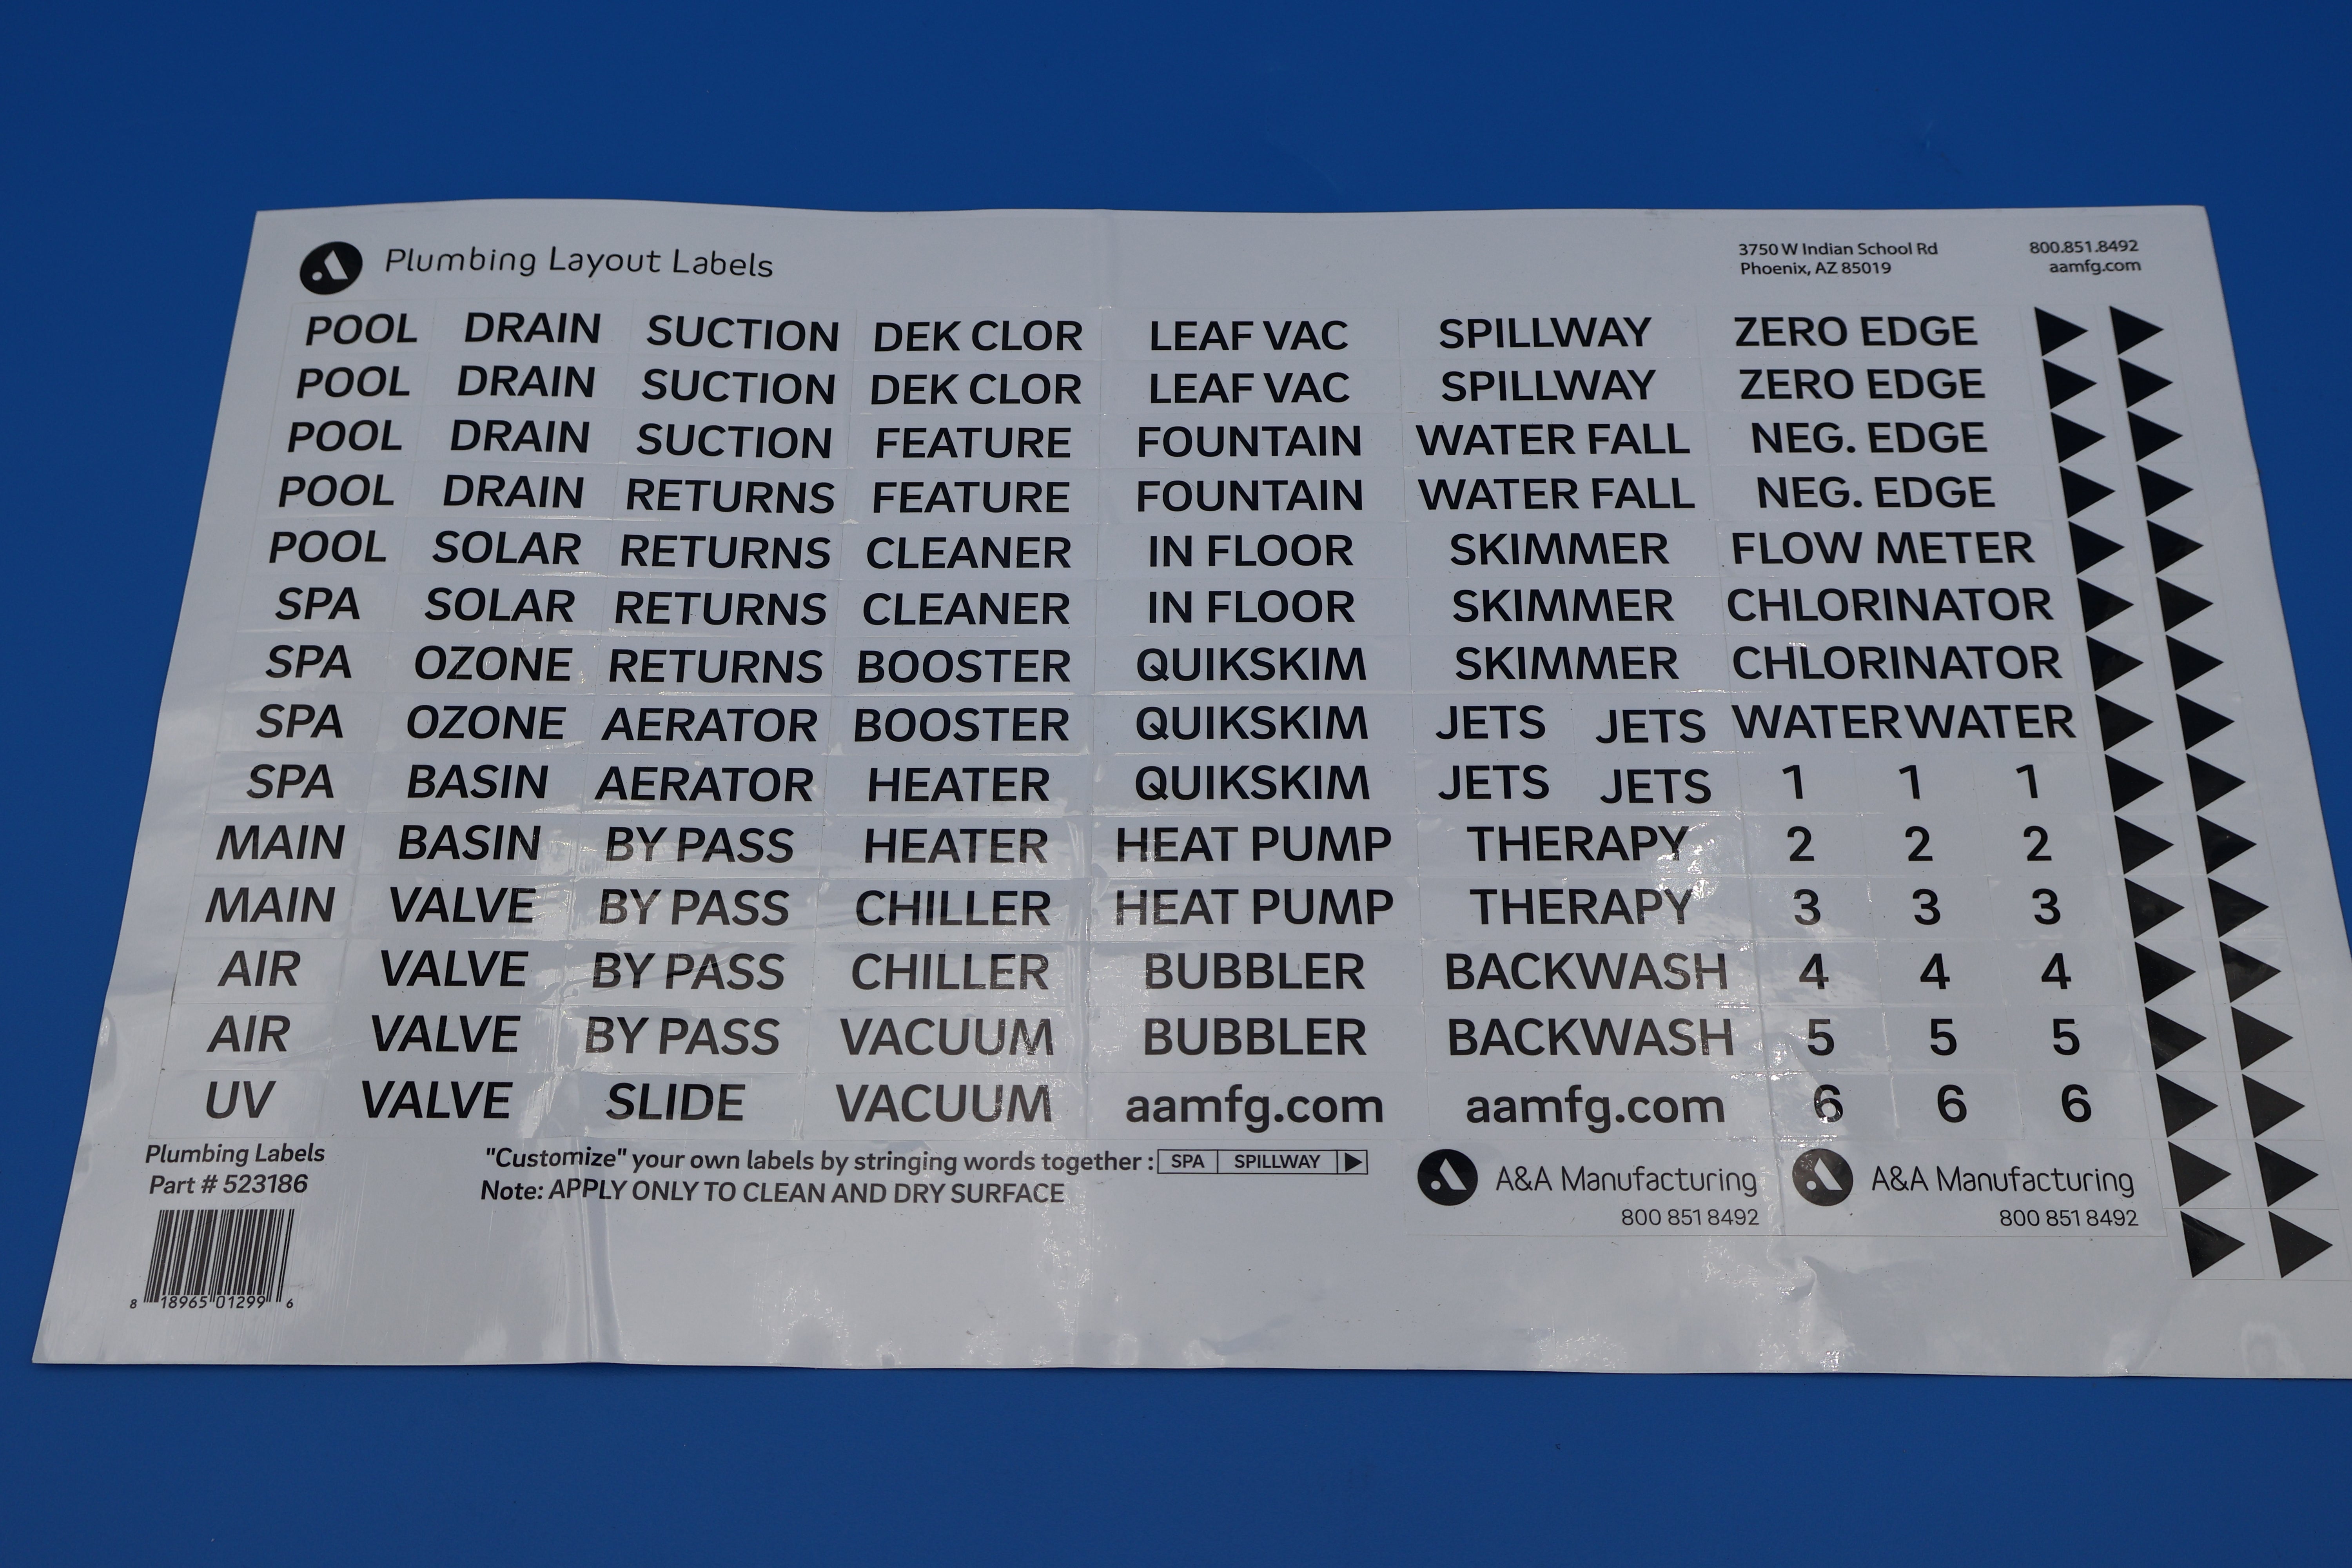 Plumbing Layout Labels
3750 W Indian School Rd 800.851.8492
Phoenix, AZ 85019 aamfg.com
POOL DRAIN SUCTION DEK CLOR LEAF VAC SPILLWAY ZERO EDGE
POOL DRAIN SUCTION DEK CLOR LEAF VAC SPILLWAY ZERO EDGE
POOL DRAIN SUCTION FEATURE FOUNTAIN WATER FALL NEG. EDGE
POOL DRAIN RETURNS FEATURE FOUNTAIN WATER FALL NEG. EDGE
POOL SOLAR RETURNS CLEANER IN FLOOR SKIMMER FLOW METER
SPA SOLAR RETURNS CLEANER IN FLOOR SKIMMER CHLORINATOR
SPA OZONE RETURNS BOOSTER QUIKSKIM SKIMMER CHLORINATOR
SPA OZONE AERATOR BOOSTER QUIKSKIM JETS JETS WATER WATER
SPA BASIN AERATOR HEATER QUIKSKIM JETS JETS 1 1 1
MAIN BASIN BY PASS HEATER HEAT PUMP THERAPY 2 2 2
MAIN VALVE BY PASS CHILLER HEAT PUMP THERAPY 3 3 3
AIR VALVE BY PASS CHILLER BUBBLER BACKWASH 4 4 4
AIR VALVE BY PASS VACUUM BUBBLER BACKWASH 5 5 5
UV VALVE SLIDE VACUUM aamfg.com aamfg.com 6 6 6
Plumbing Labels
Part # 523186
8 18965 01299 6
"Customize" your own labels by stringing words together : SPA SPILLWAY
Note: APPLY ONLY TO CLEAN AND DRY SURFACE
A&A Manufacturing
800 851 8492
A&A Manufacturing
800 851 8492